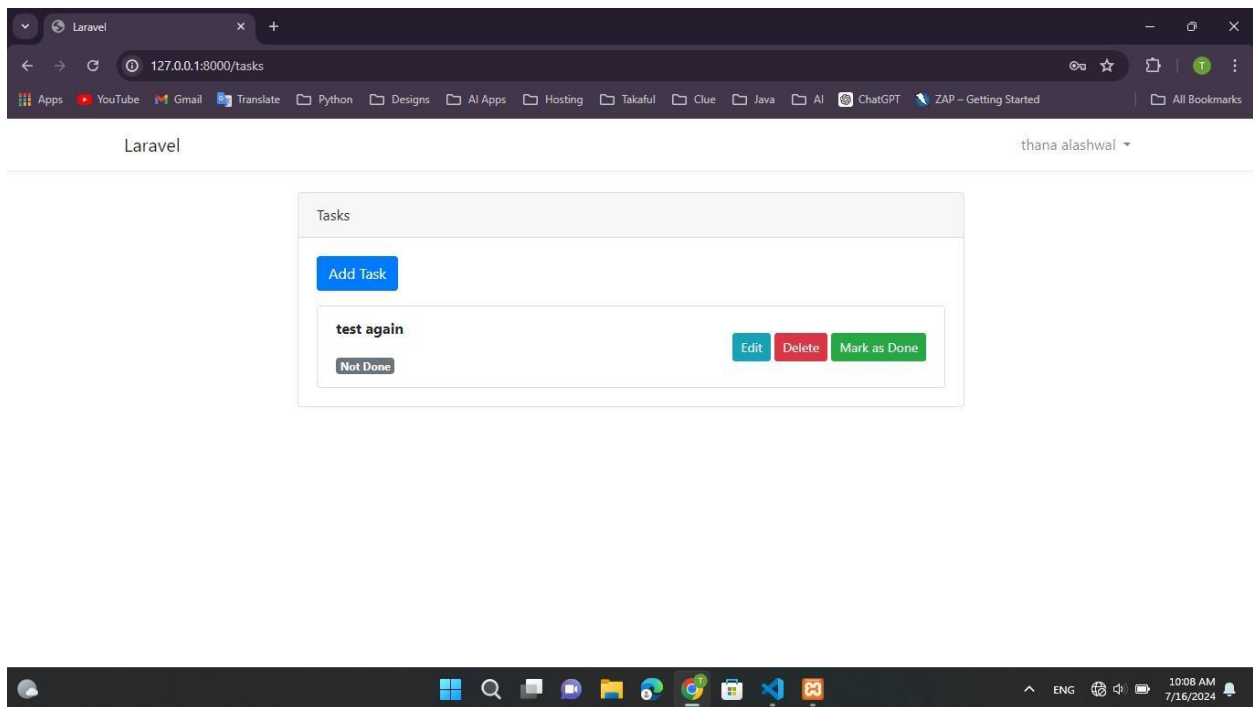 Laravel
127.0.0.1:8000/tasks
Apps YouTube Gmail Translate Python Designs AI Apps Hosting Takaful Clue Java AI ChatGPT ZAP – Getting Started All Bookmarks
Laravel thana alashwal
Tasks
Add Task
test again
Edit Delete Mark as Done
Not Done
ENG 10:08 AM
7/16/2024